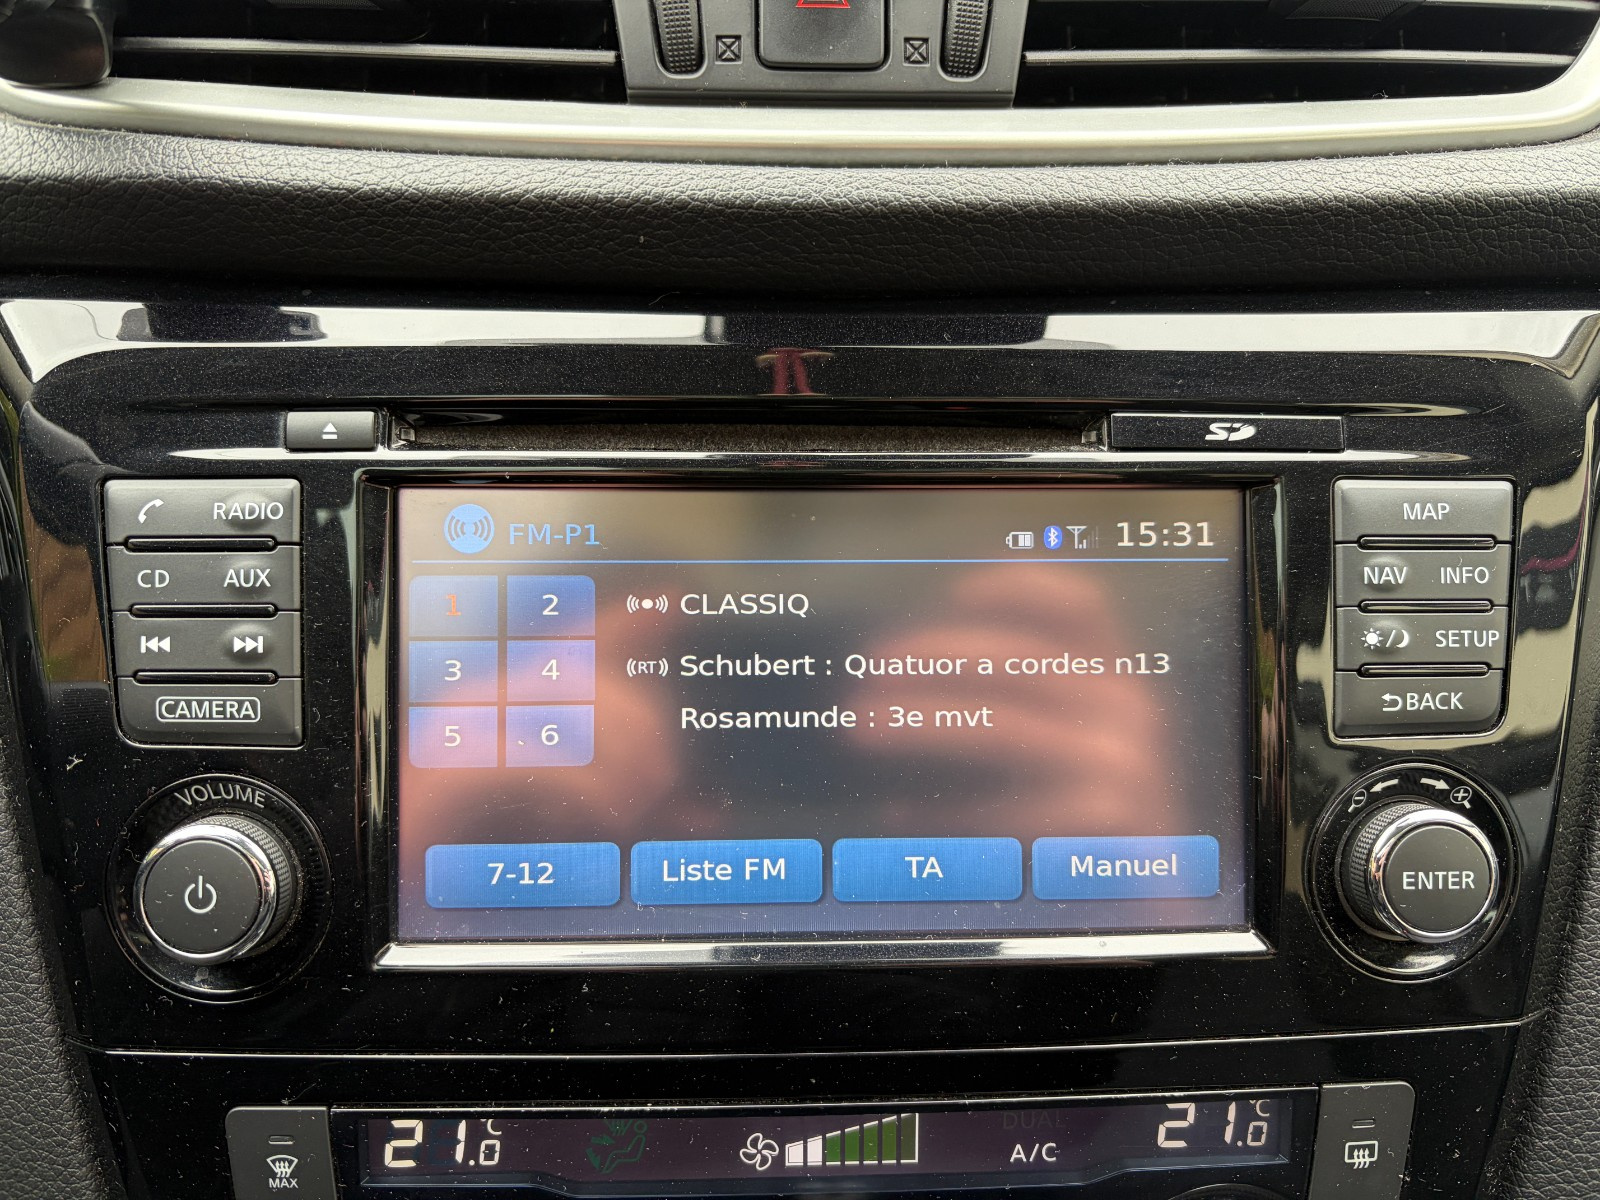 SD
RADIO
CD AUX
CAMERA
VOLUME
FM-P1 15:31
1 2
3 4
5 6
CLASSIQ
RT Schubert : Quatuor a cordes n13
Rosamunde : 3e mvt
7-12 Liste FM TA Manuel
MAP
NAV INFO
SETUP
BACK
ENTER
MAX
21.0°C
DUAL
A/C
21.0°C